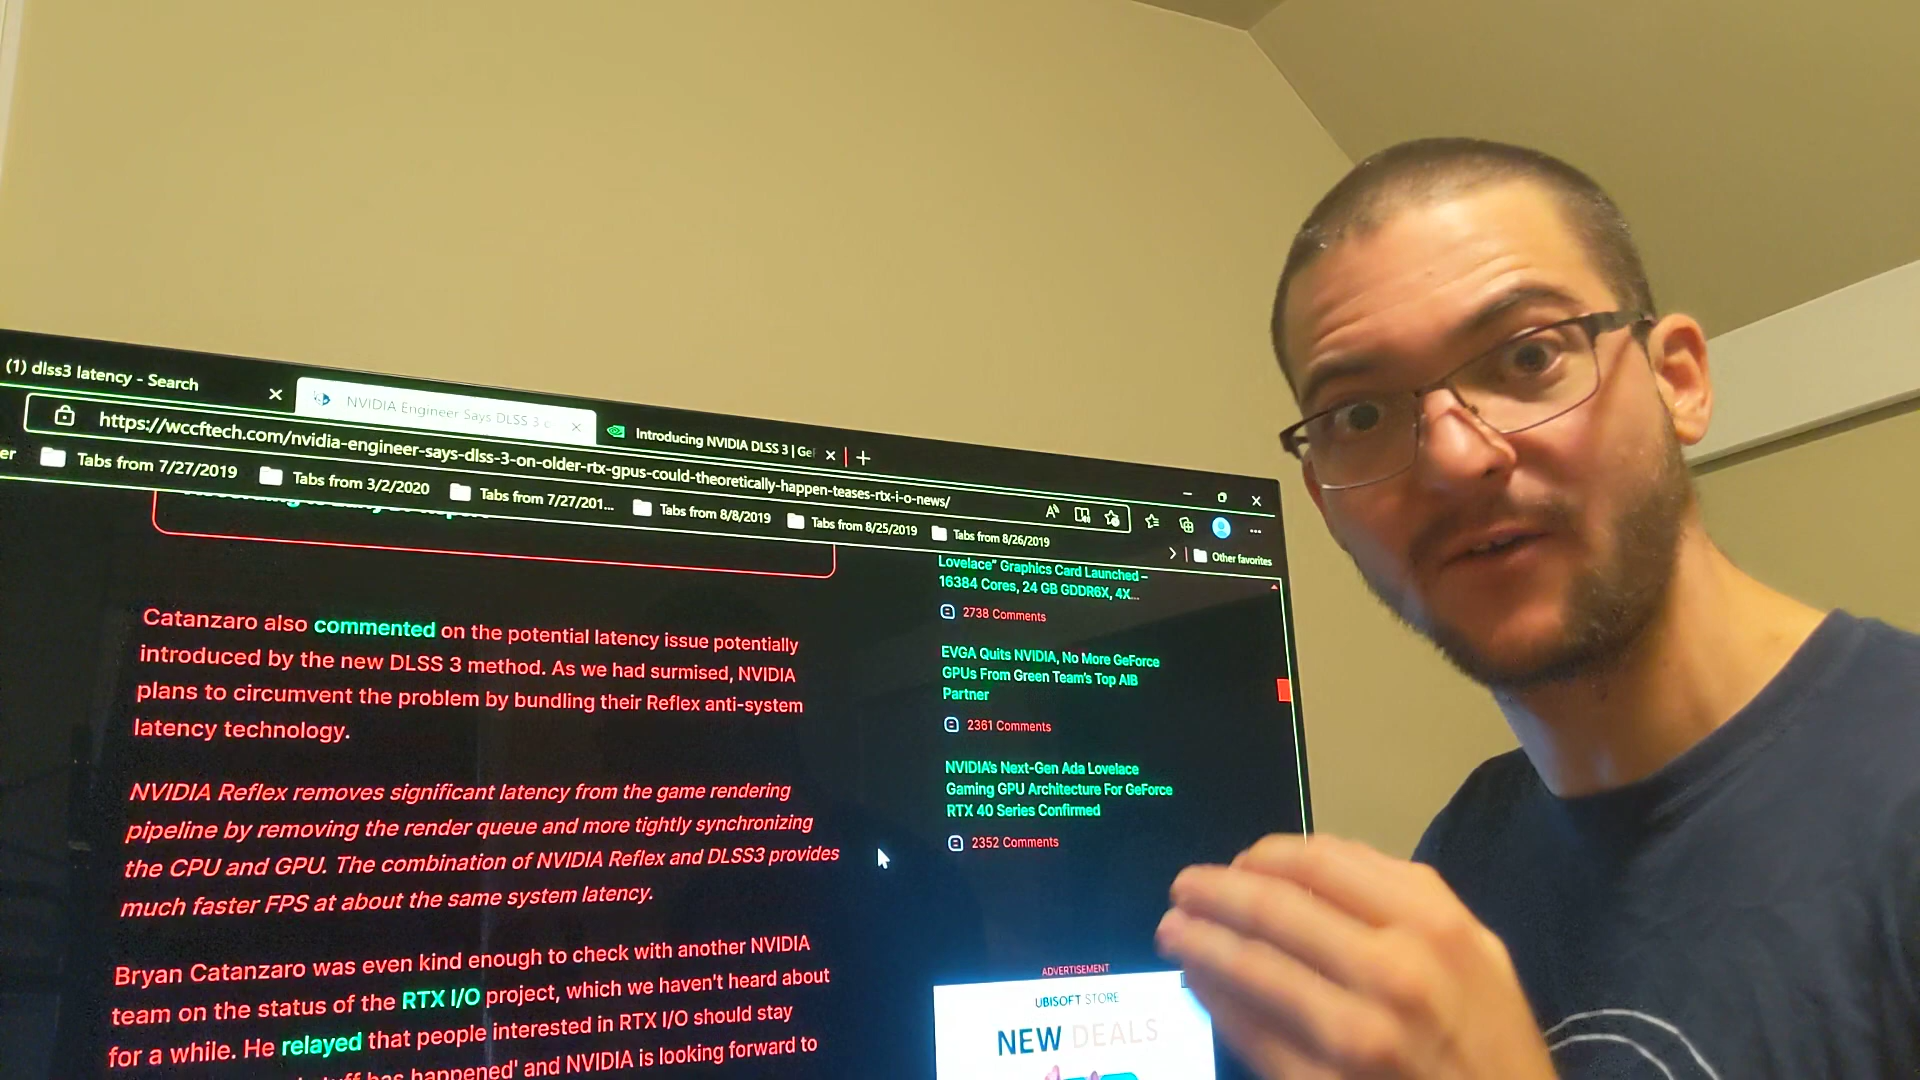 (1) dlss3 latency - Search
NVIDIA Engineer Says DLSS 3 o
Introducing NVIDIA DLSS 3 | Gef
https://wccftech.com/nvidia-engineer-says-dlss-3-on-older-rtx-gpus-could-theoretically-happen-teases-rtx-i-o-news/
er
Tabs from 7/27/2019
Tabs from 3/2/2020
Tabs from 7/27/201...
Tabs from 8/8/2019
Tabs from 8/25/2019
Tabs from 8/26/2019
Other favorites
Catanzaro also commented on the potential latency issue potentially
introduced by the new DLSS 3 method. As we had surmised, NVIDIA
plans to circumvent the problem by bundling their Reflex anti-system
latency technology.
NVIDIA Reflex removes significant latency from the game rendering
pipeline by removing the render queue and more tightly synchronizing
the CPU and GPU. The combination of NVIDIA Reflex and DLSS3 provides
much faster FPS at about the same system latency.
Bryan Catanzaro was even kind enough to check with another NVIDIA
team on the status of the RTX I/O project, which we haven't heard about
for a while. He relayed that people interested in RTX I/O should stay
has happened' and NVIDIA is looking forward to
Lovelace" Graphics Card Launched –
16384 Cores, 24 GB GDDR6X, 4X...
2738 Comments
EVGA Quits NVIDIA, No More GeForce
GPUs From Green Team's Top AIB
Partner
2361 Comments
NVIDIA's Next-Gen Ada Lovelace
Gaming GPU Architecture For GeForce
RTX 40 Series Confirmed
2352 Comments
ADVERTISEMENT
UBISOFT STORE
NEW DEALS